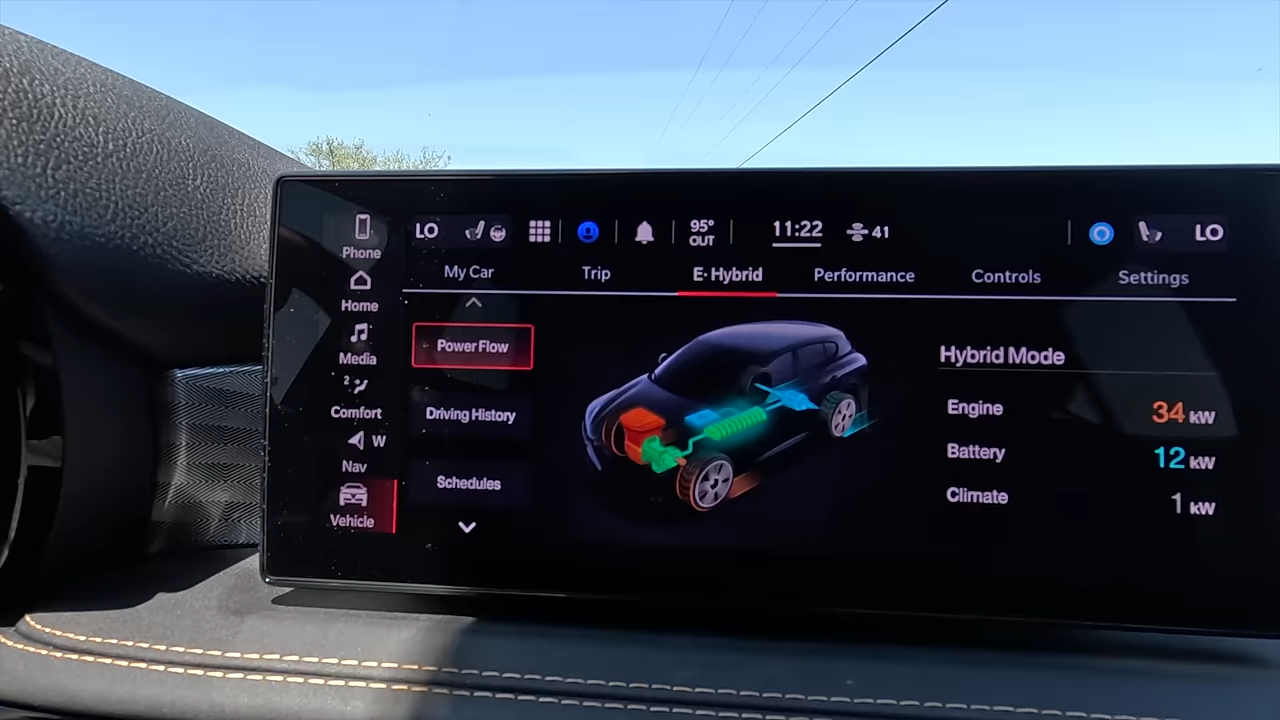 Phone
Home
Media
2
Comfort
W
Nav
Vehicle
LO
95°
OUT
11:22
41
LO
My Car
Trip
E-Hybrid
Performance
Controls
Settings
Power Flow
Driving History
Schedules
Hybrid Mode
Engine 34 kW
Battery 12 kW
Climate 1 kW